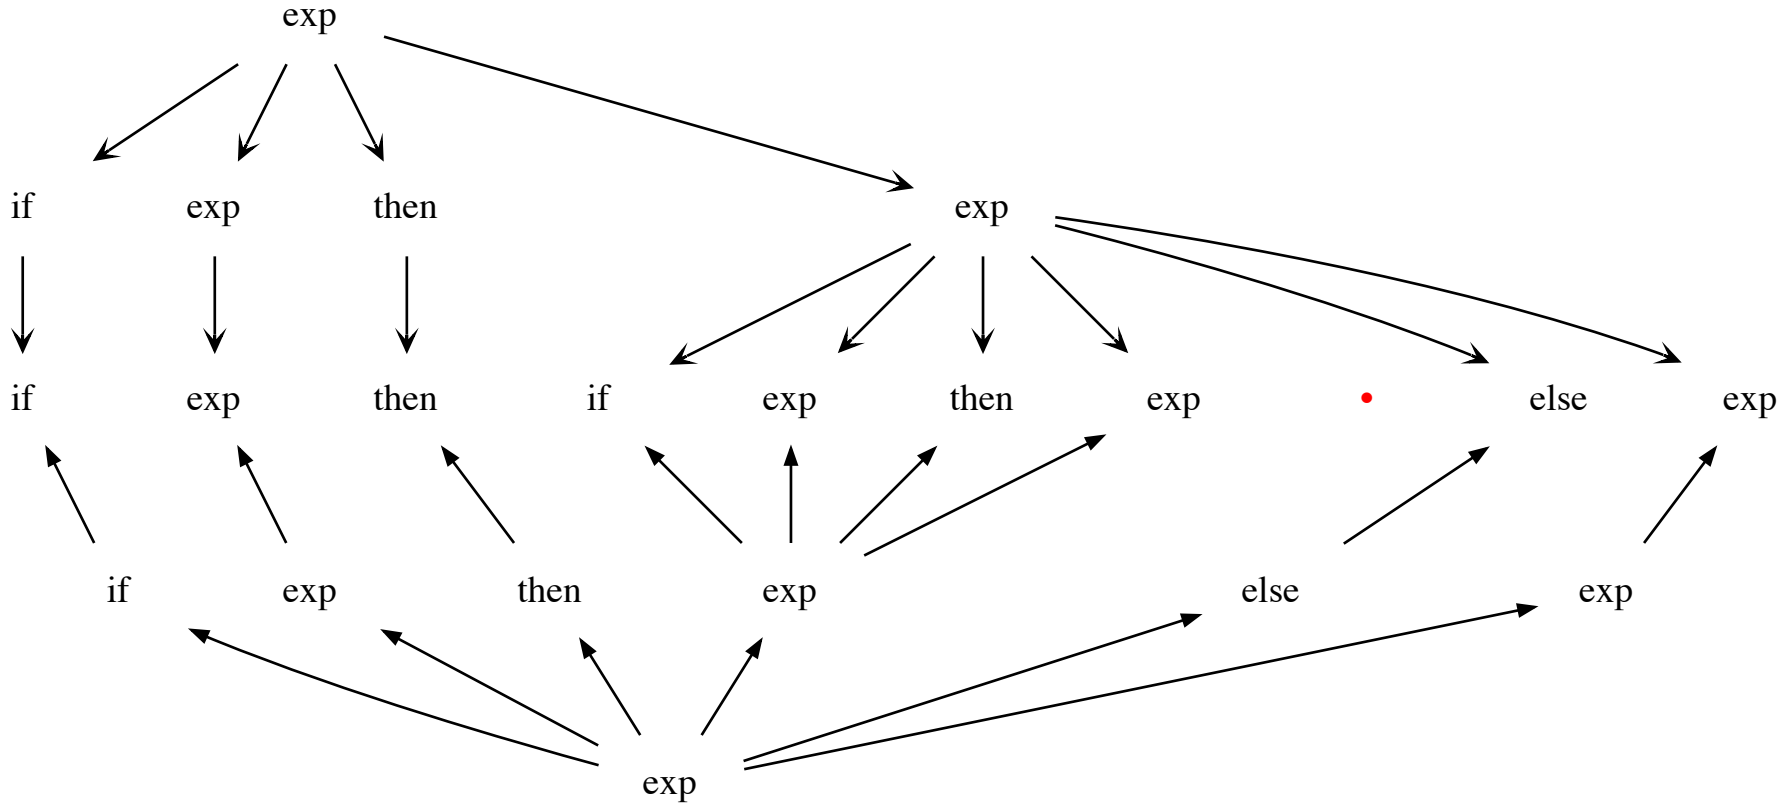 exp
if exp then exp
if exp then if exp then exp • else exp
if exp then exp else exp
exp